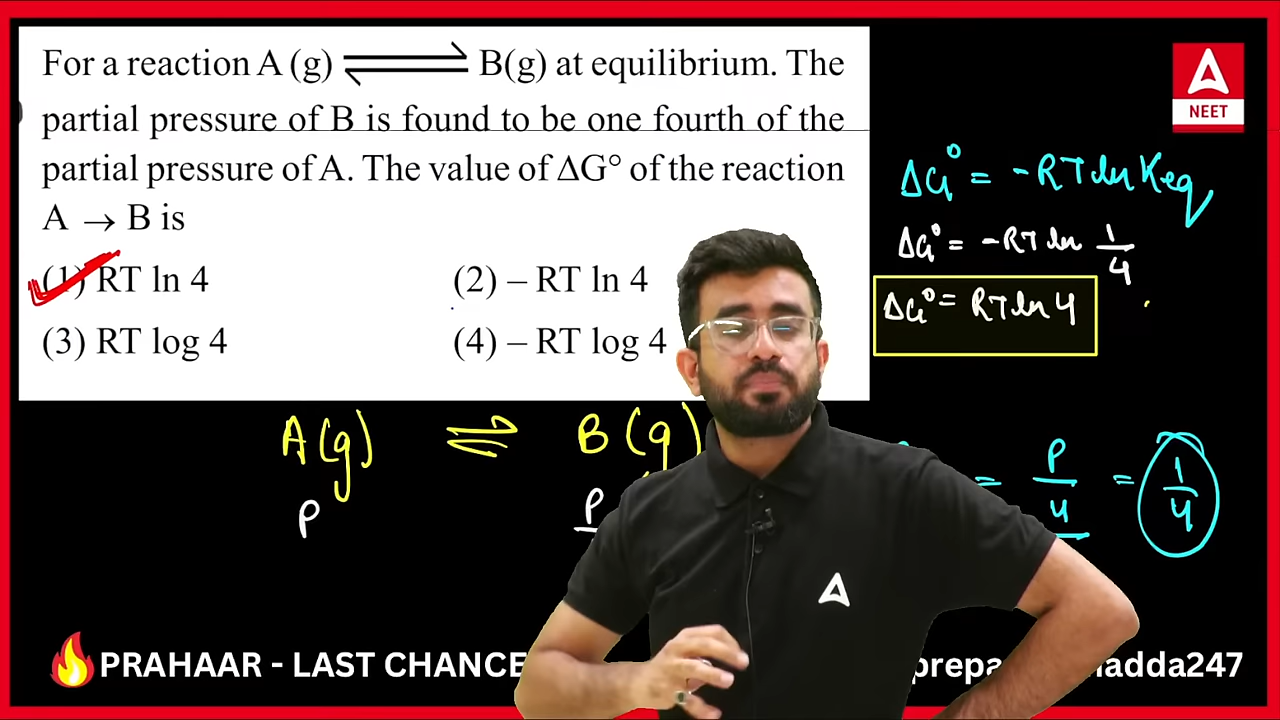 For a reaction A (g) ⇌ B(g) at equilibrium. The
partial pressure of B is found to be one fourth of the
partial pressure of A. The value of ΔG° of the reaction
A → B is
(1) RT ln 4 (2) – RT ln 4
(3) RT log 4 (4) – RT log 4
A
NEET
ΔG° = -RT ln Keq
ΔG° = -RT ln 1/4
ΔG° = RT ln 4
A(g) ⇌ B(g)
P P
= P/4 = 1/4
A
PRAHAAR - LAST CHANCE
adda247